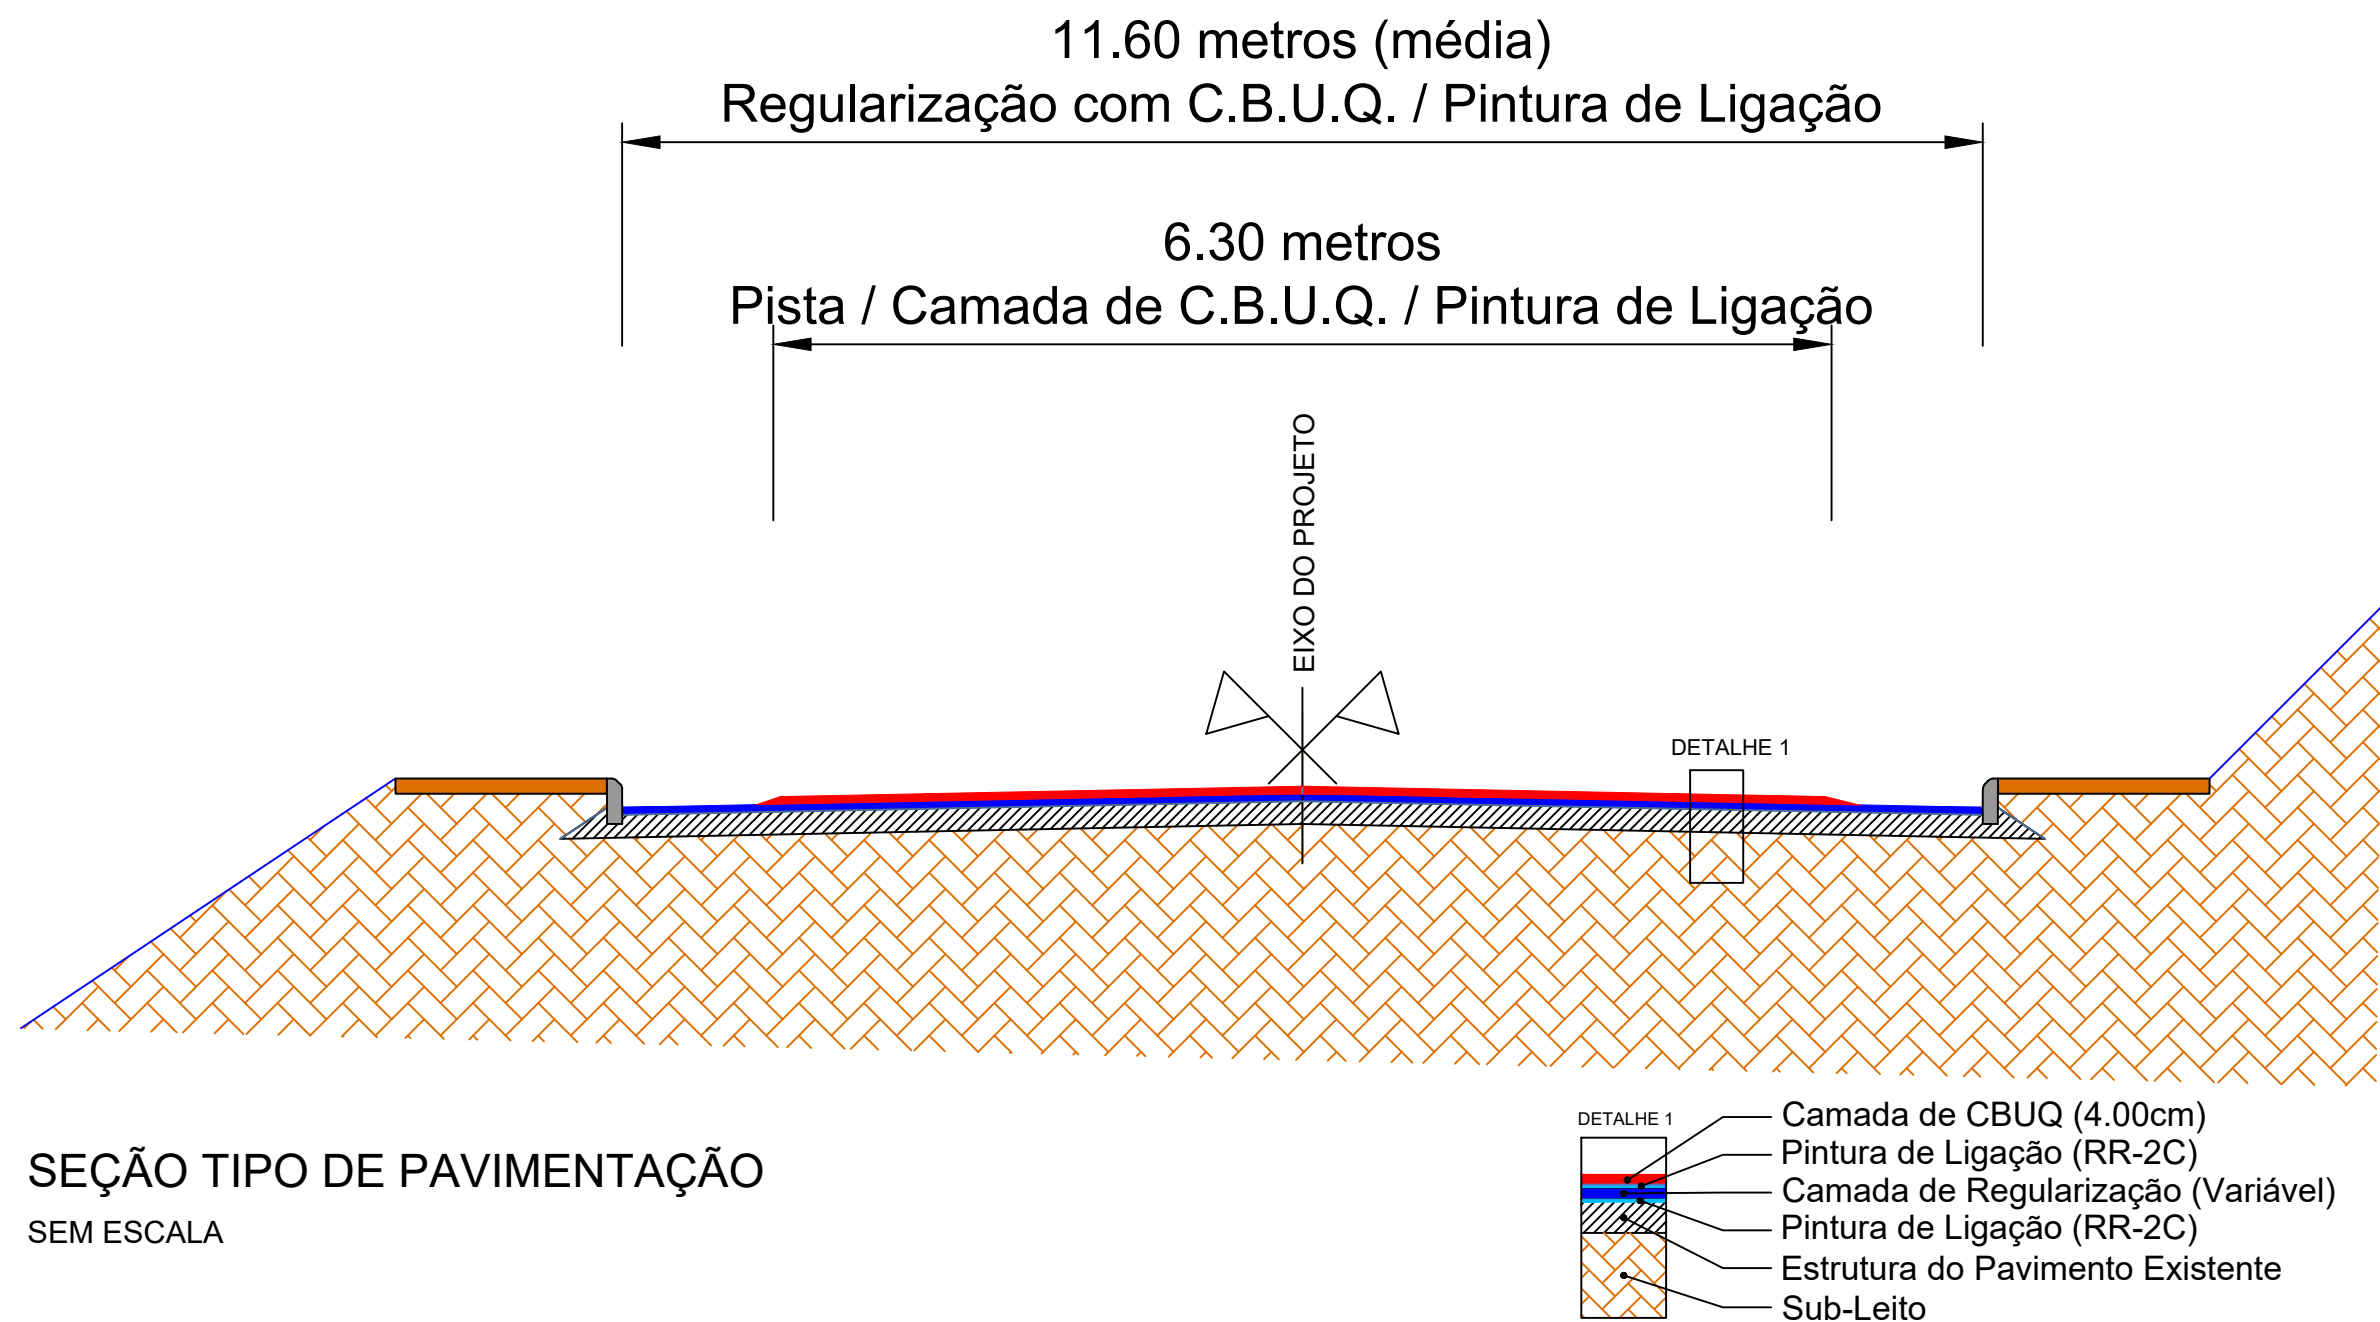 11.60 metros (média)
Regularização com C.B.U.Q. / Pintura de Ligação
6.30 metros
Pista / Camada de C.B.U.Q. / Pintura de Ligação
EIXO DO PROJETO
DETALHE 1
SEÇÃO TIPO DE PAVIMENTAÇÃO
SEM ESCALA
DETALHE 1
Camada de CBUQ (4.00cm)
Pintura de Ligação (RR-2C)
Camada de Regularização (Variável)
Pintura de Ligação (RR-2C)
Estrutura do Pavimento Existente
Sub-Leito